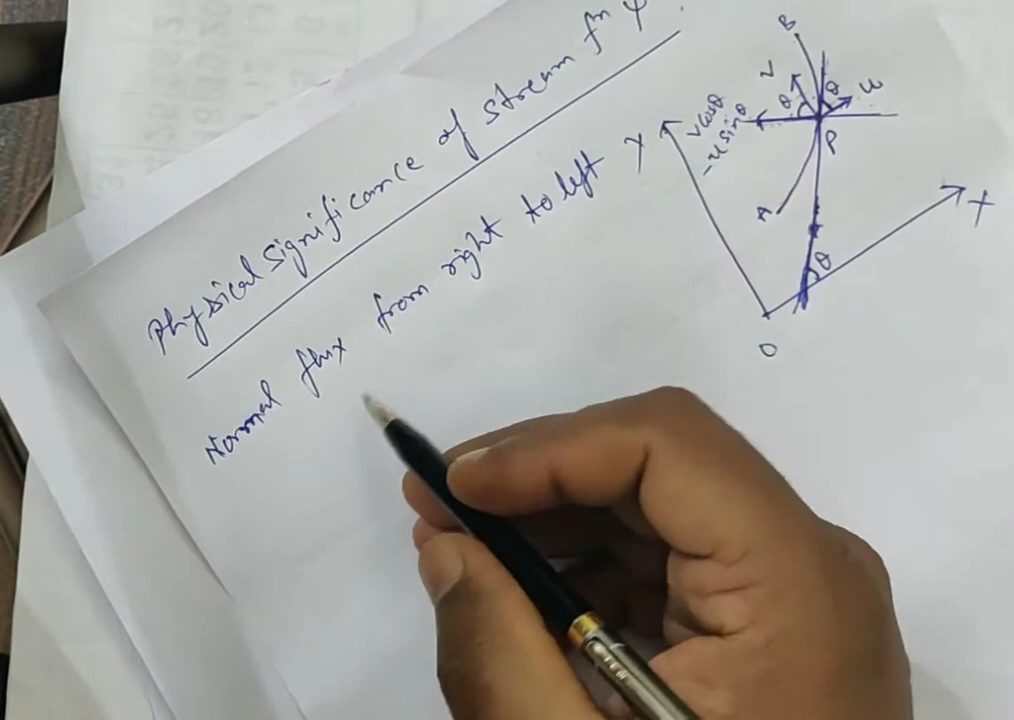 Physical significance of stream fn ψ.
Normal flux from right to left
B
v
θ
θ
u
v cosθ
-u sinθ
P
Y
A
X
θ
O